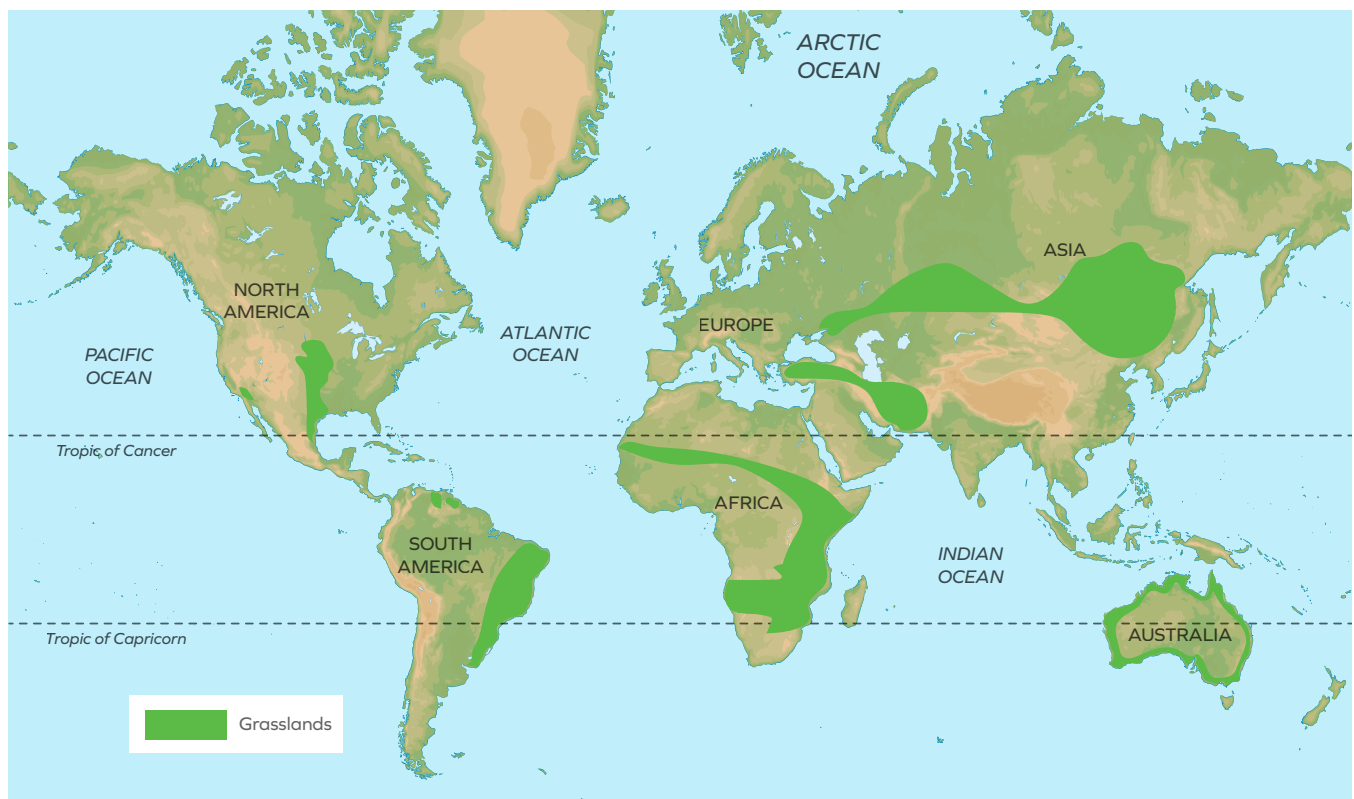 ARCTIC
OCEAN
ASIA
NORTH
AMERICA
EUROPE
ATLANTIC
OCEAN
PACIFIC
OCEAN
Tropic of Cancer
AFRICA
SOUTH
AMERICA
INDIAN
OCEAN
Tropic of Capricorn
AUSTRALIA
Grasslands